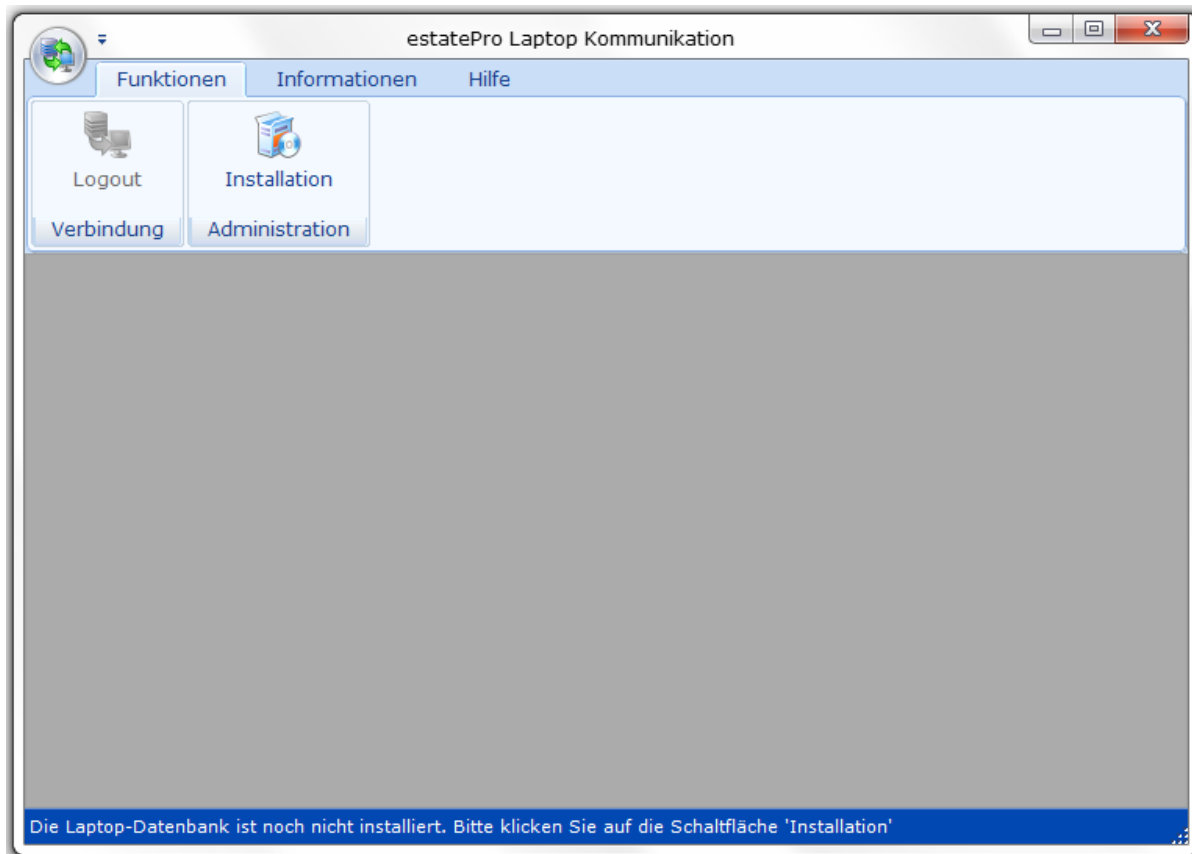 estatePro Laptop Kommunikation
Funktionen Informationen Hilfe
Logout Installation
Verbindung Administration
Die Laptop-Datenbank ist noch nicht installiert. Bitte klicken Sie auf die Schaltfläche 'Installation'